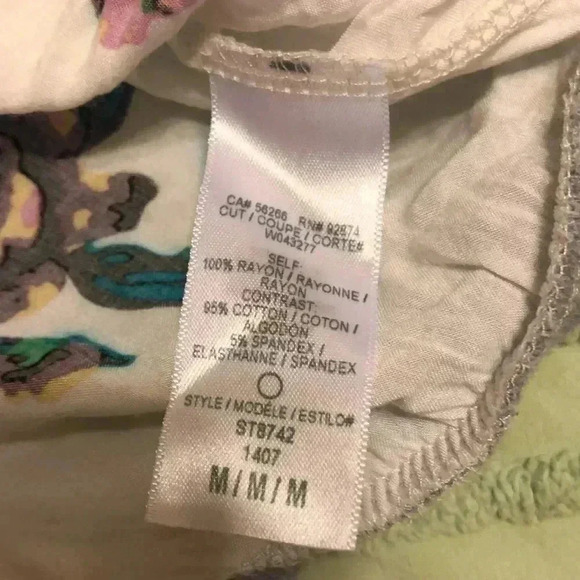 CA# 56266 RN# 92874
CUT / COUPE / CORTE#
W043277
SELF:
100% RAYON / RAYONNE /
RAYON
CONTRAST:
95% COTTON / COTON /
ALGODON
5% SPANDEX /
ELASTHANNE / SPANDEX
STYLE / MODÈLE / ESTILO#
ST8742
1407
M / M / M